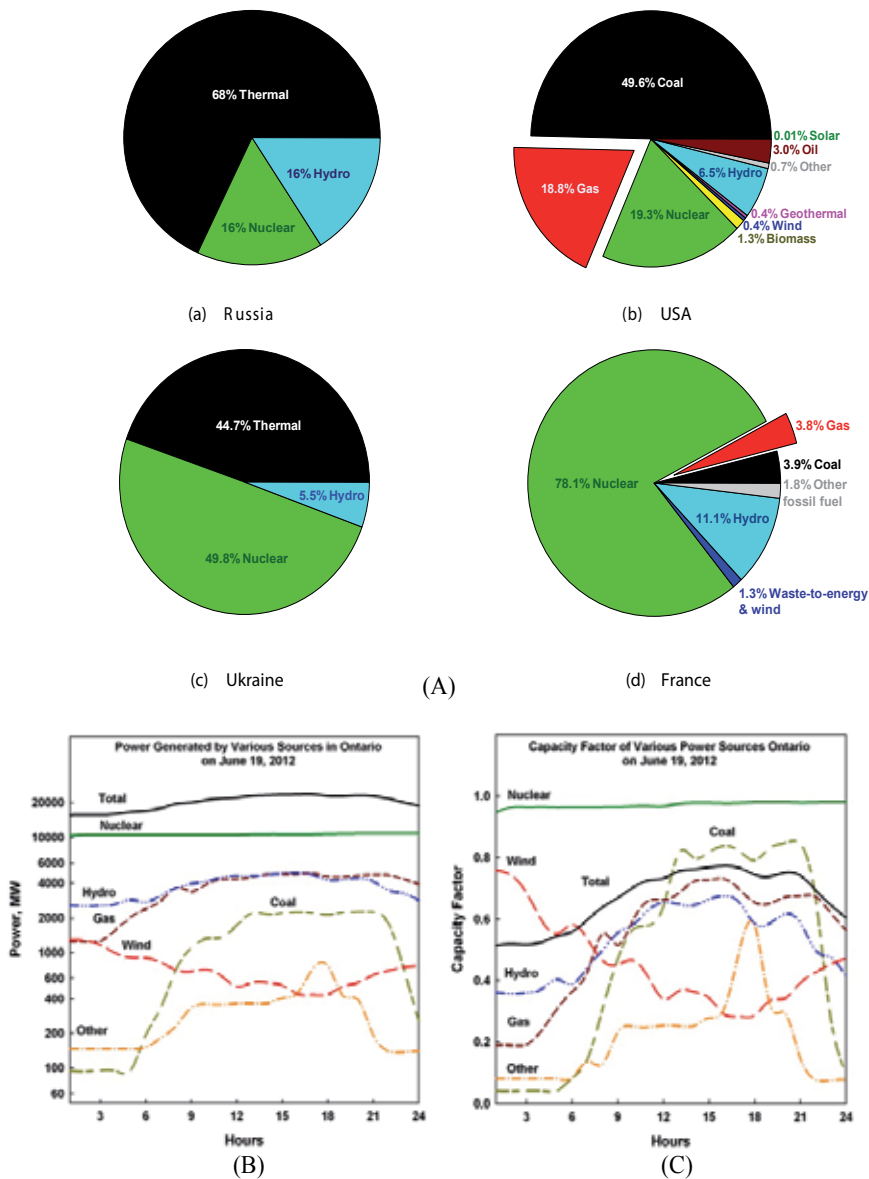 68% Thermal
16% Hydro
16% Nuclear
(a) Russia
49.6% Coal
0.01% Solar
3.0% Oil
0.7% Other
6.5% Hydro
18.8% Gas
19.3% Nuclear
0.4% Geothermal
0.4% Wind
1.3% Biomass
(b) USA
44.7% Thermal
5.5% Hydro
49.8% Nuclear
(c) Ukraine
3.8% Gas
78.1% Nuclear
3.9% Coal
1.8% Other
fossil fuel
11.1% Hydro
1.3% Waste-to-energy
& wind
(d) France
(A)
Power Generated by Various Sources in Ontario
on June 19, 2012
Power, MW
20000
10000
6000
4000
2000
1000
600
400
200
100
60
Total
Nuclear
Hydro
Gas
Coal
Wind
Other
3 6 9 12 15 18 21 24
Hours
(B)
Capacity Factor of Various Power Sources Ontario
on June 19, 2012
Capacity Factor
1.0
0.8
0.6
0.4
0.2
0.0
Nuclear
Coal
Wind
Total
Hydro
Gas
Other
3 6 9 12 15 18 21 24
Hours
(C)